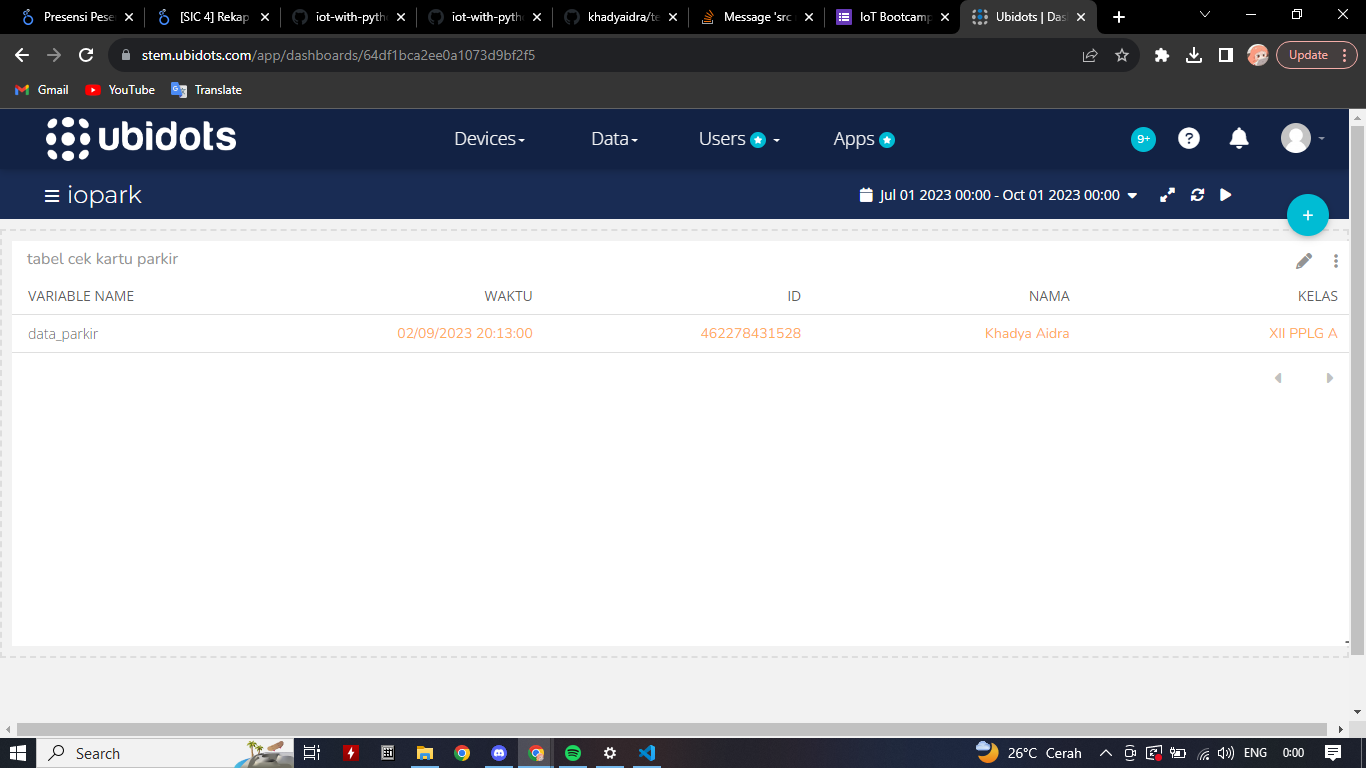 Presensi Pese
[SIC 4] Rekap
iot-with-pyth
iot-with-pyth
khadyaidra/te
Message 'src
IoT Bootcamp
Ubidots | Das
stem.ubidots.com/app/dashboards/64df1bca2ee0a1073d9bf2f5
Update
Gmail
YouTube
Translate
ubidots
Devices
Data
Users
Apps
9+
?
iopark
Jul 01 2023 00:00 - Oct 01 2023 00:00
+
tabel cek kartu parkir
VARIABLE NAME WAKTU ID NAMA KELAS
data_parkir 02/09/2023 20:13:00 462278431528 Khadya Aidra XII PPLG A
Search
26°C Cerah
ENG
0:00